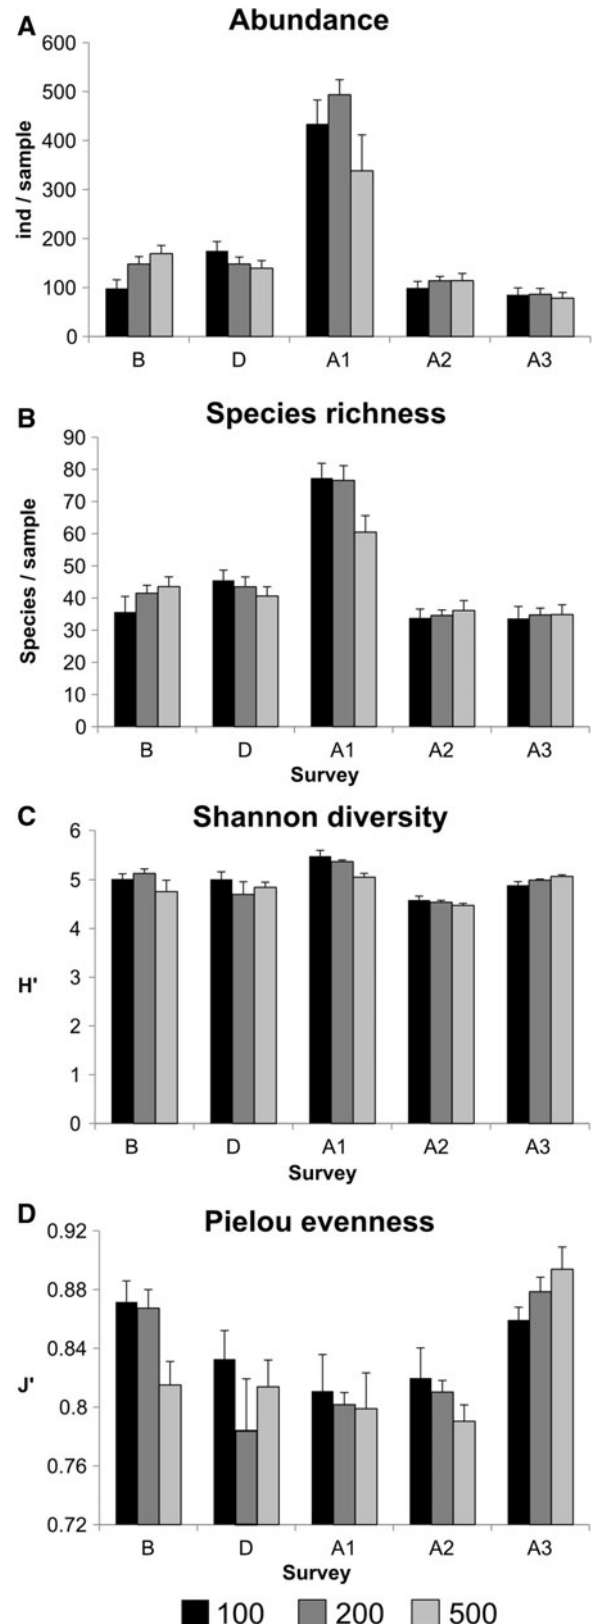 A Abundance
600
500
400
300
200
100
0
ind / sample
B D A1 A2 A3
B Species richness
90
80
70
60
50
40
30
20
10
0
Species / sample
B D A1 A2 A3
Survey
C Shannon diversity
6
5
4
3
2
1
0
H'
B D A1 A2 A3
Survey
D Pielou evenness
0.92
0.88
0.84
0.8
0.76
0.72
J'
B D A1 A2 A3
Survey
100 200 500